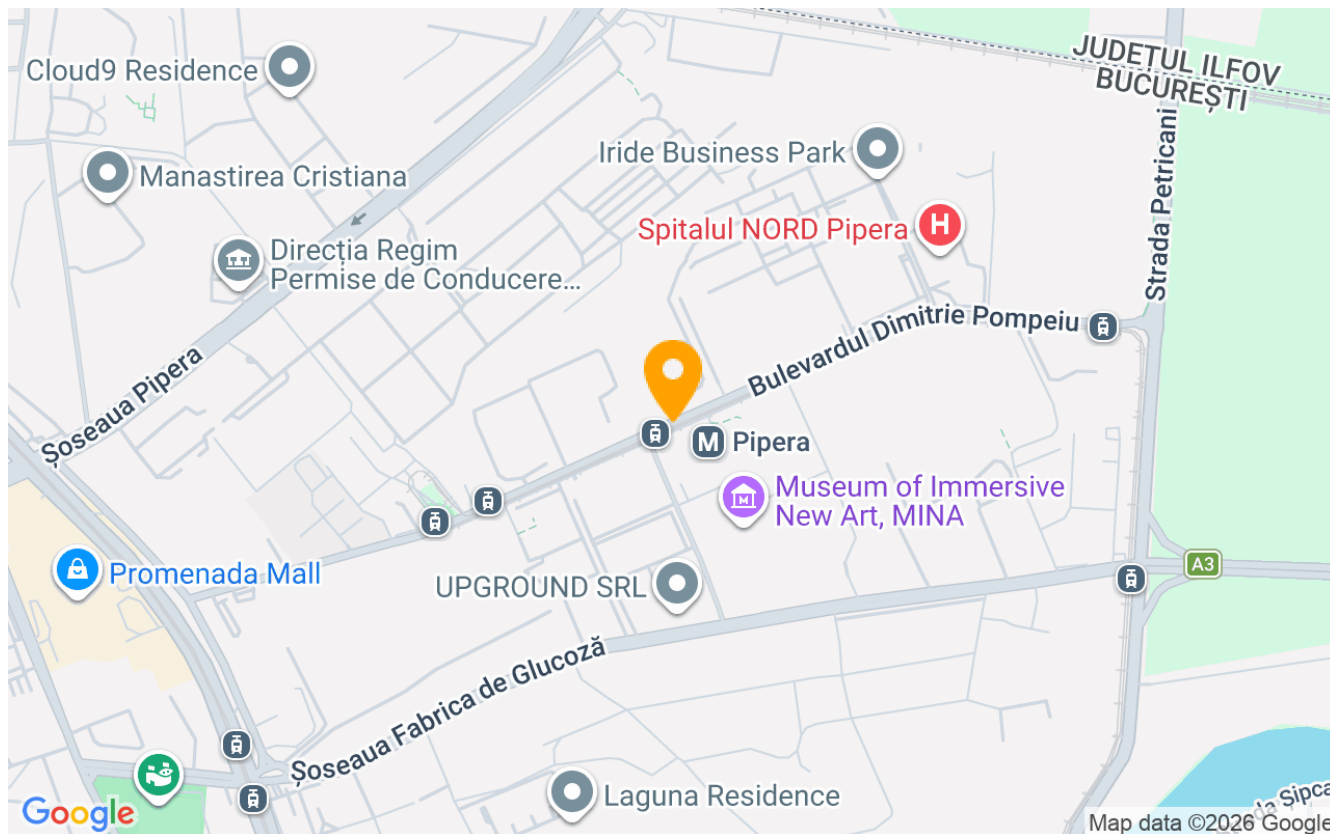 JUDEȚUL ILFOV
BUCUREȘTI
Cloud9 Residence
Manastirea Cristiana
Iride Business Park
Spitalul NORD Pipera
H
Strada Petricani
Direcția Regim
Permise de Conducere...
Bulevardul Dimitrie Pompeiu
Șoseaua Pipera
M Pipera
Museum of Immersive
New Art, MINA
Promenada Mall
UPGROUND SRL
A3
Șoseaua Fabrica de Glucoză
Laguna Residence
Google
Șipca
Map data ©2026 Google